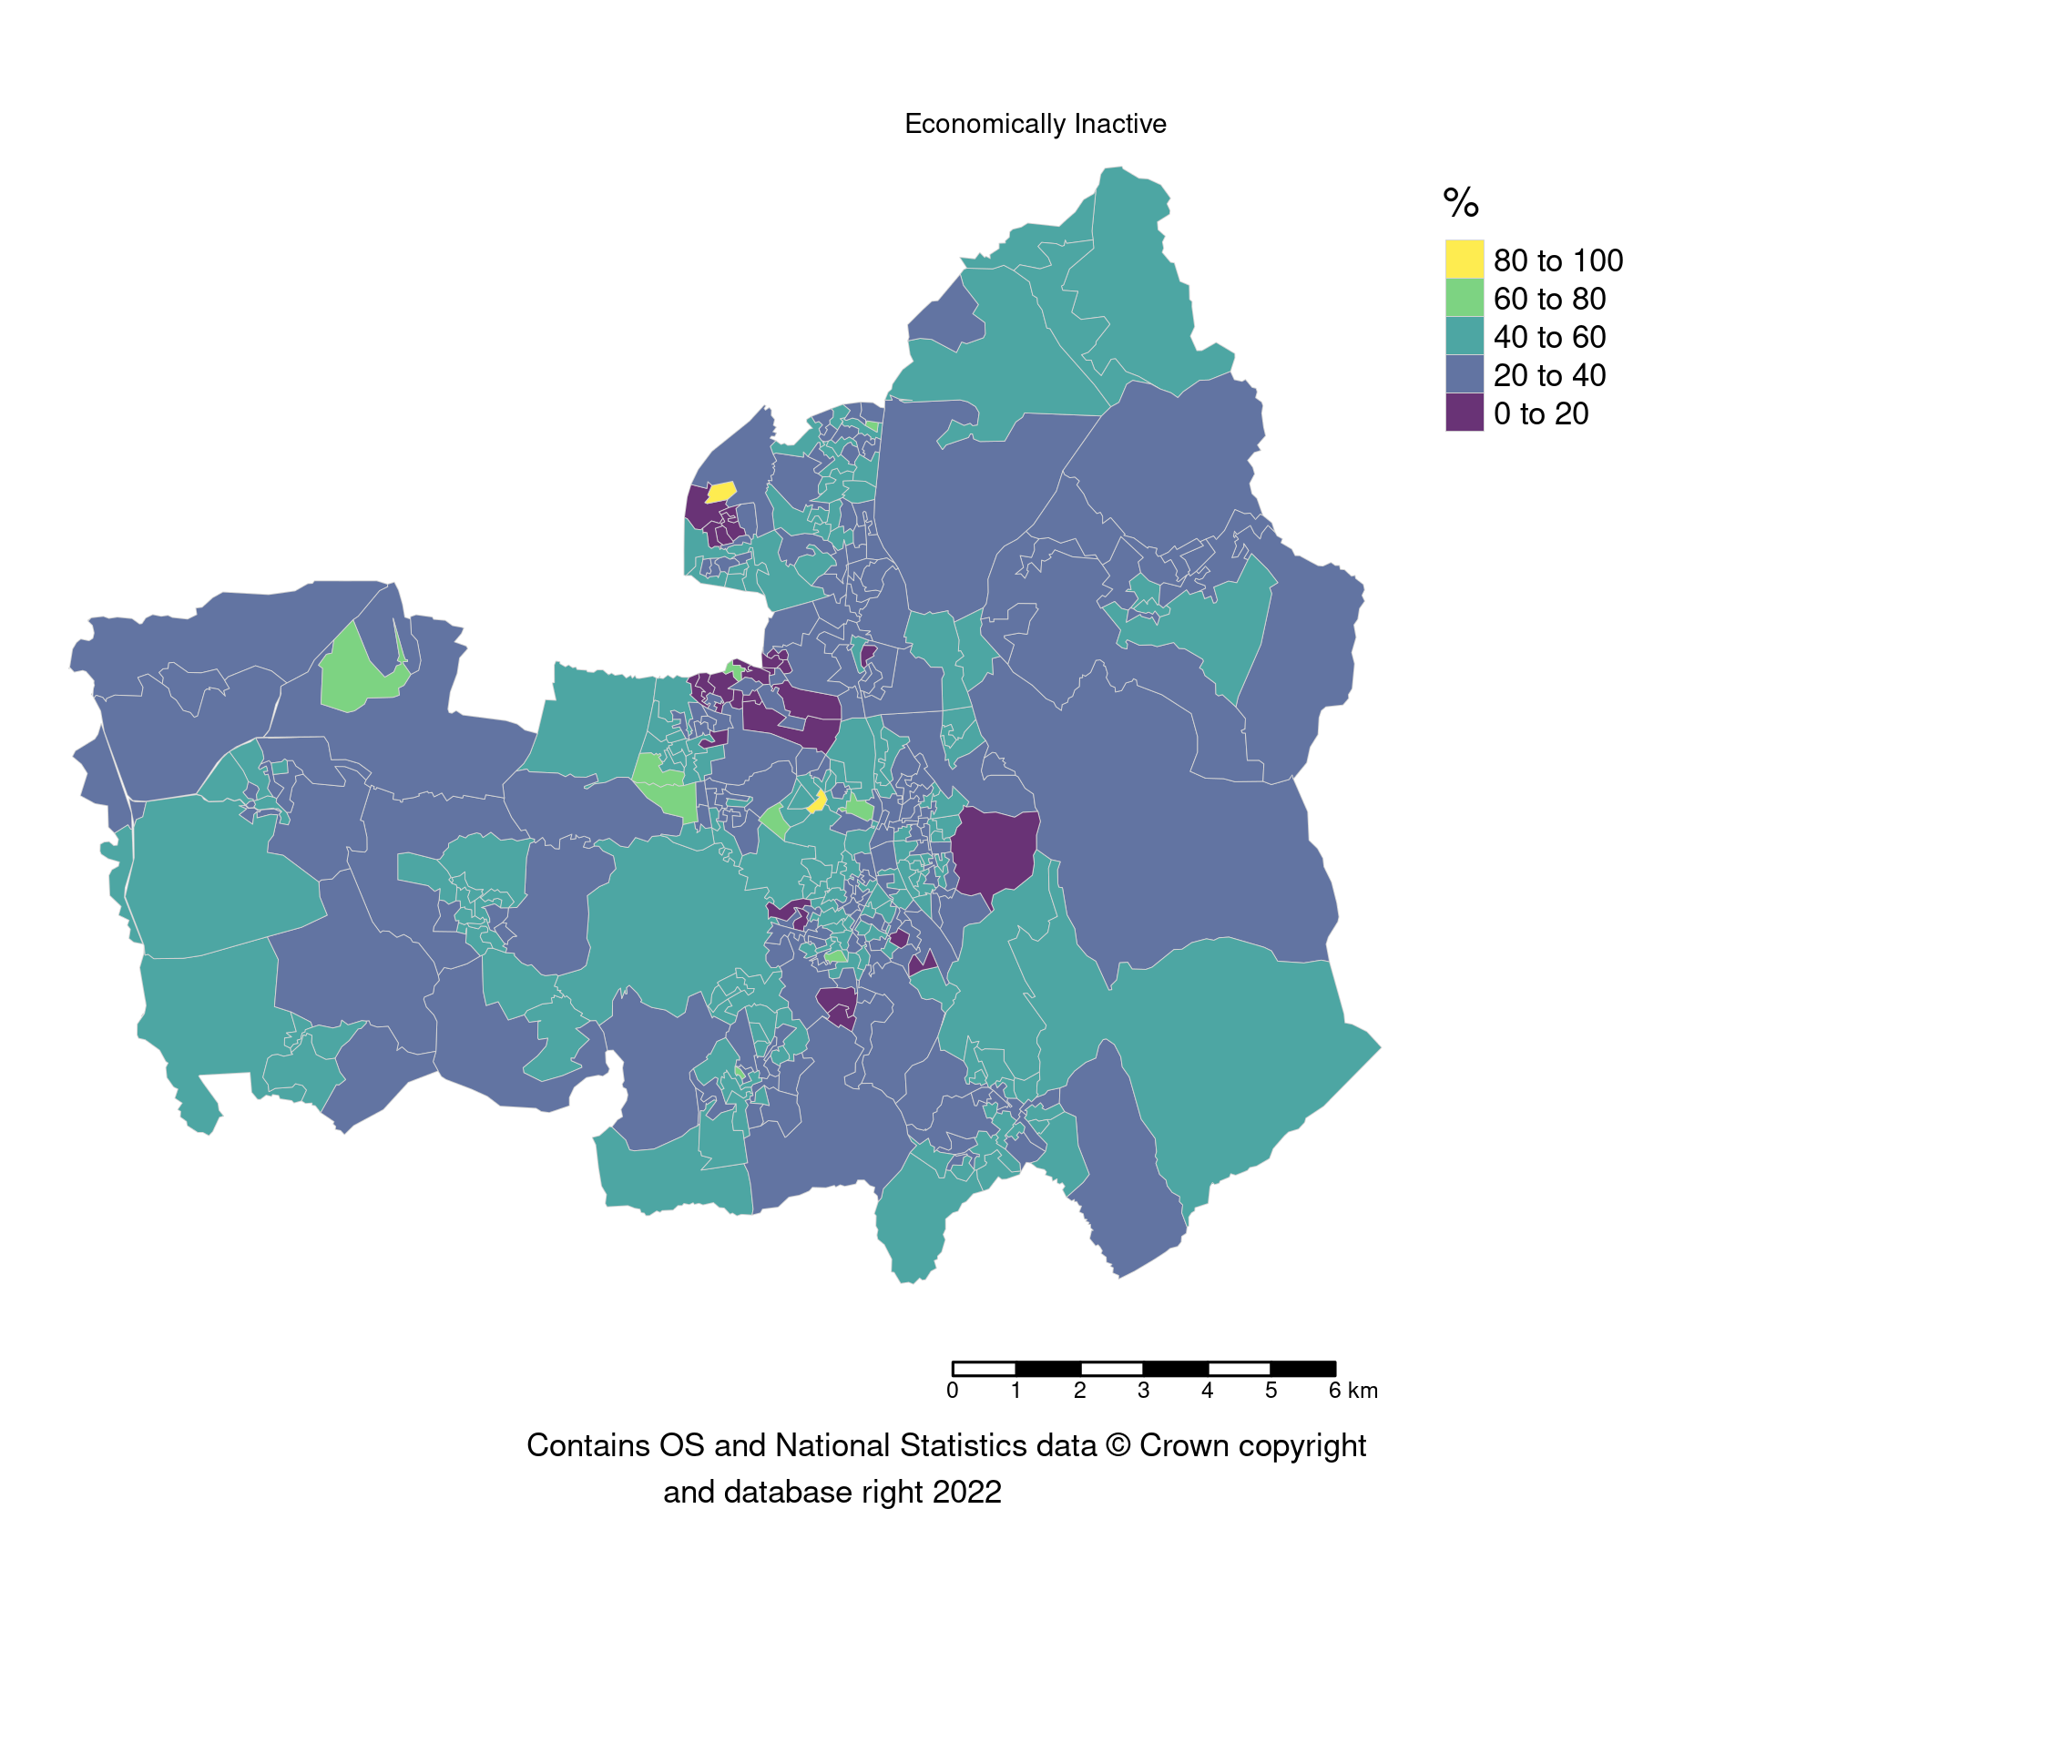 Economically Inactive
%
80 to 100
60 to 80
40 to 60
20 to 40
0 to 20
0 1 2 3 4 5 6 km
Contains OS and National Statistics data © Crown copyright
and database right 2022